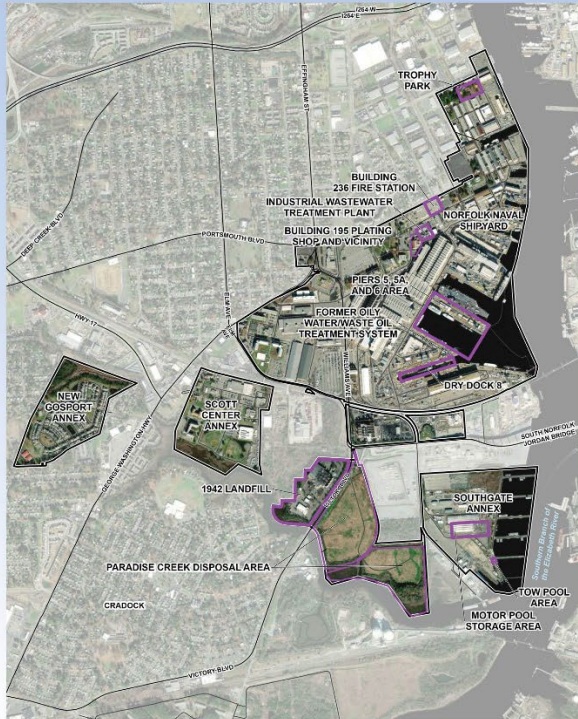 I264 W
I264 E
EFFINGHAM ST
TROPHY
PARK
DEEP CREEK BLVD
BUILDING
236 FIRE STATION
INDUSTRIAL WASTEWATER
TREATMENT PLANT
NORFOLK NAVAL
SHIPYARD
BUILDING 195 PLATING
SHOP AND VICINITY
PORTSMOUTH BLVD
PIERS 5, 5A,
AND 6 AREA
HWY 17
ELM AVE
FORMER OILY
WATER/WASTE OIL
TREATMENT SYSTEM
WILLIAMS AVE
DRY DOCK 8
NEW
GOSPORT
ANNEX
SCOTT
CENTER
ANNEX
GEORGE WASHINGTON HWY
SOUTH NORFOLK
JORDAN BRIDGE
1942 LANDFILL
SOUTHGATE
ANNEX
Southern Branch of
the Elizabeth River
PARADISE CREEK DISPOSAL AREA
TOW POOL
AREA
CRADOCK
MOTOR POOL
STORAGE AREA
VICTORY BLVD